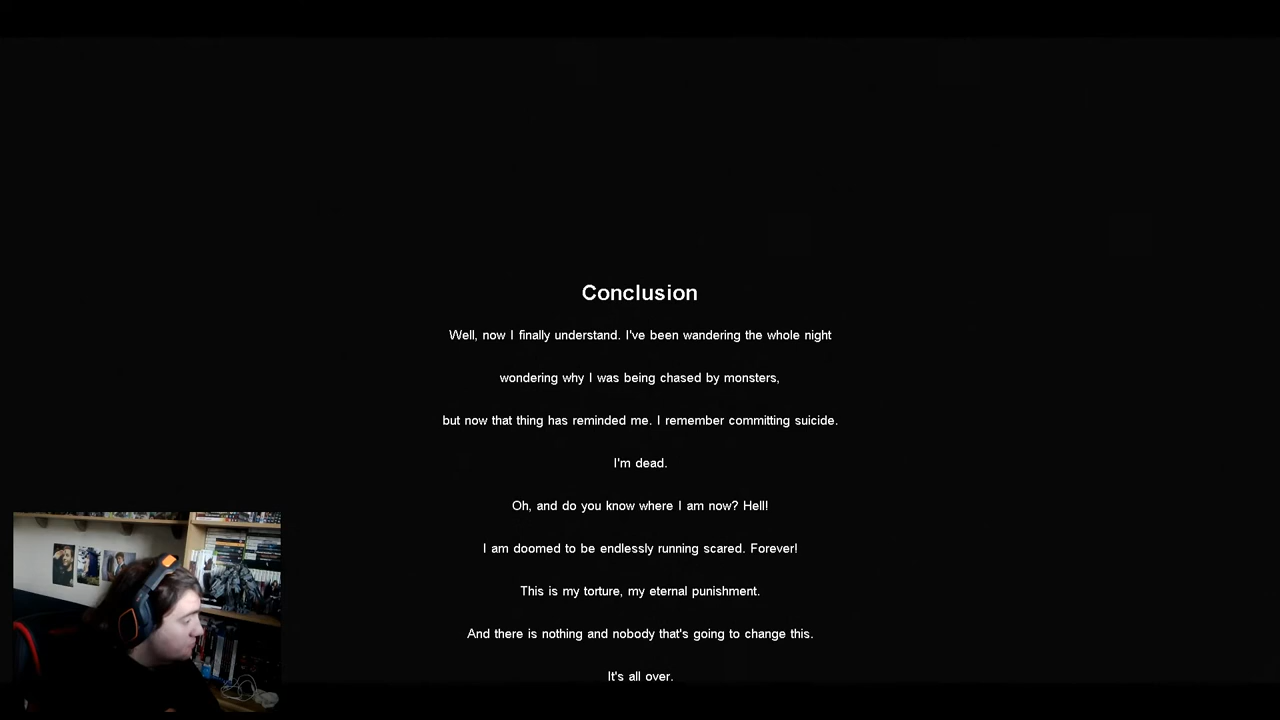 Conclusion
Well, now I finally understand. I've been wandering the whole night
wondering why I was being chased by monsters,
but now that thing has reminded me. I remember committing suicide.
I'm dead.
Oh, and do you know where I am now? Hell!
I am doomed to be endlessly running scared. Forever!
This is my torture, my eternal punishment.
And there is nothing and nobody that's going to change this.
It's all over.